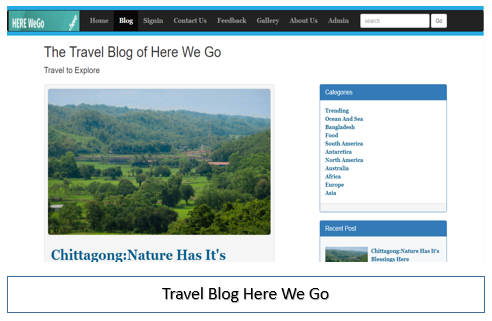 HERE WeGo
Home Blog Signin Contact Us Feedback Gallery About Us Admin search Go
The Travel Blog of Here We Go
Travel to Explore
Categories
Trending
Ocean And Sea
Bangladesh
Food
South America
Antarctica
North America
Australia
Africa
Europe
Asia
Chittagong:Nature Has It's
Recent Post
Chittagong:Nature Has It's
Blessings Here
Travel Blog Here We Go